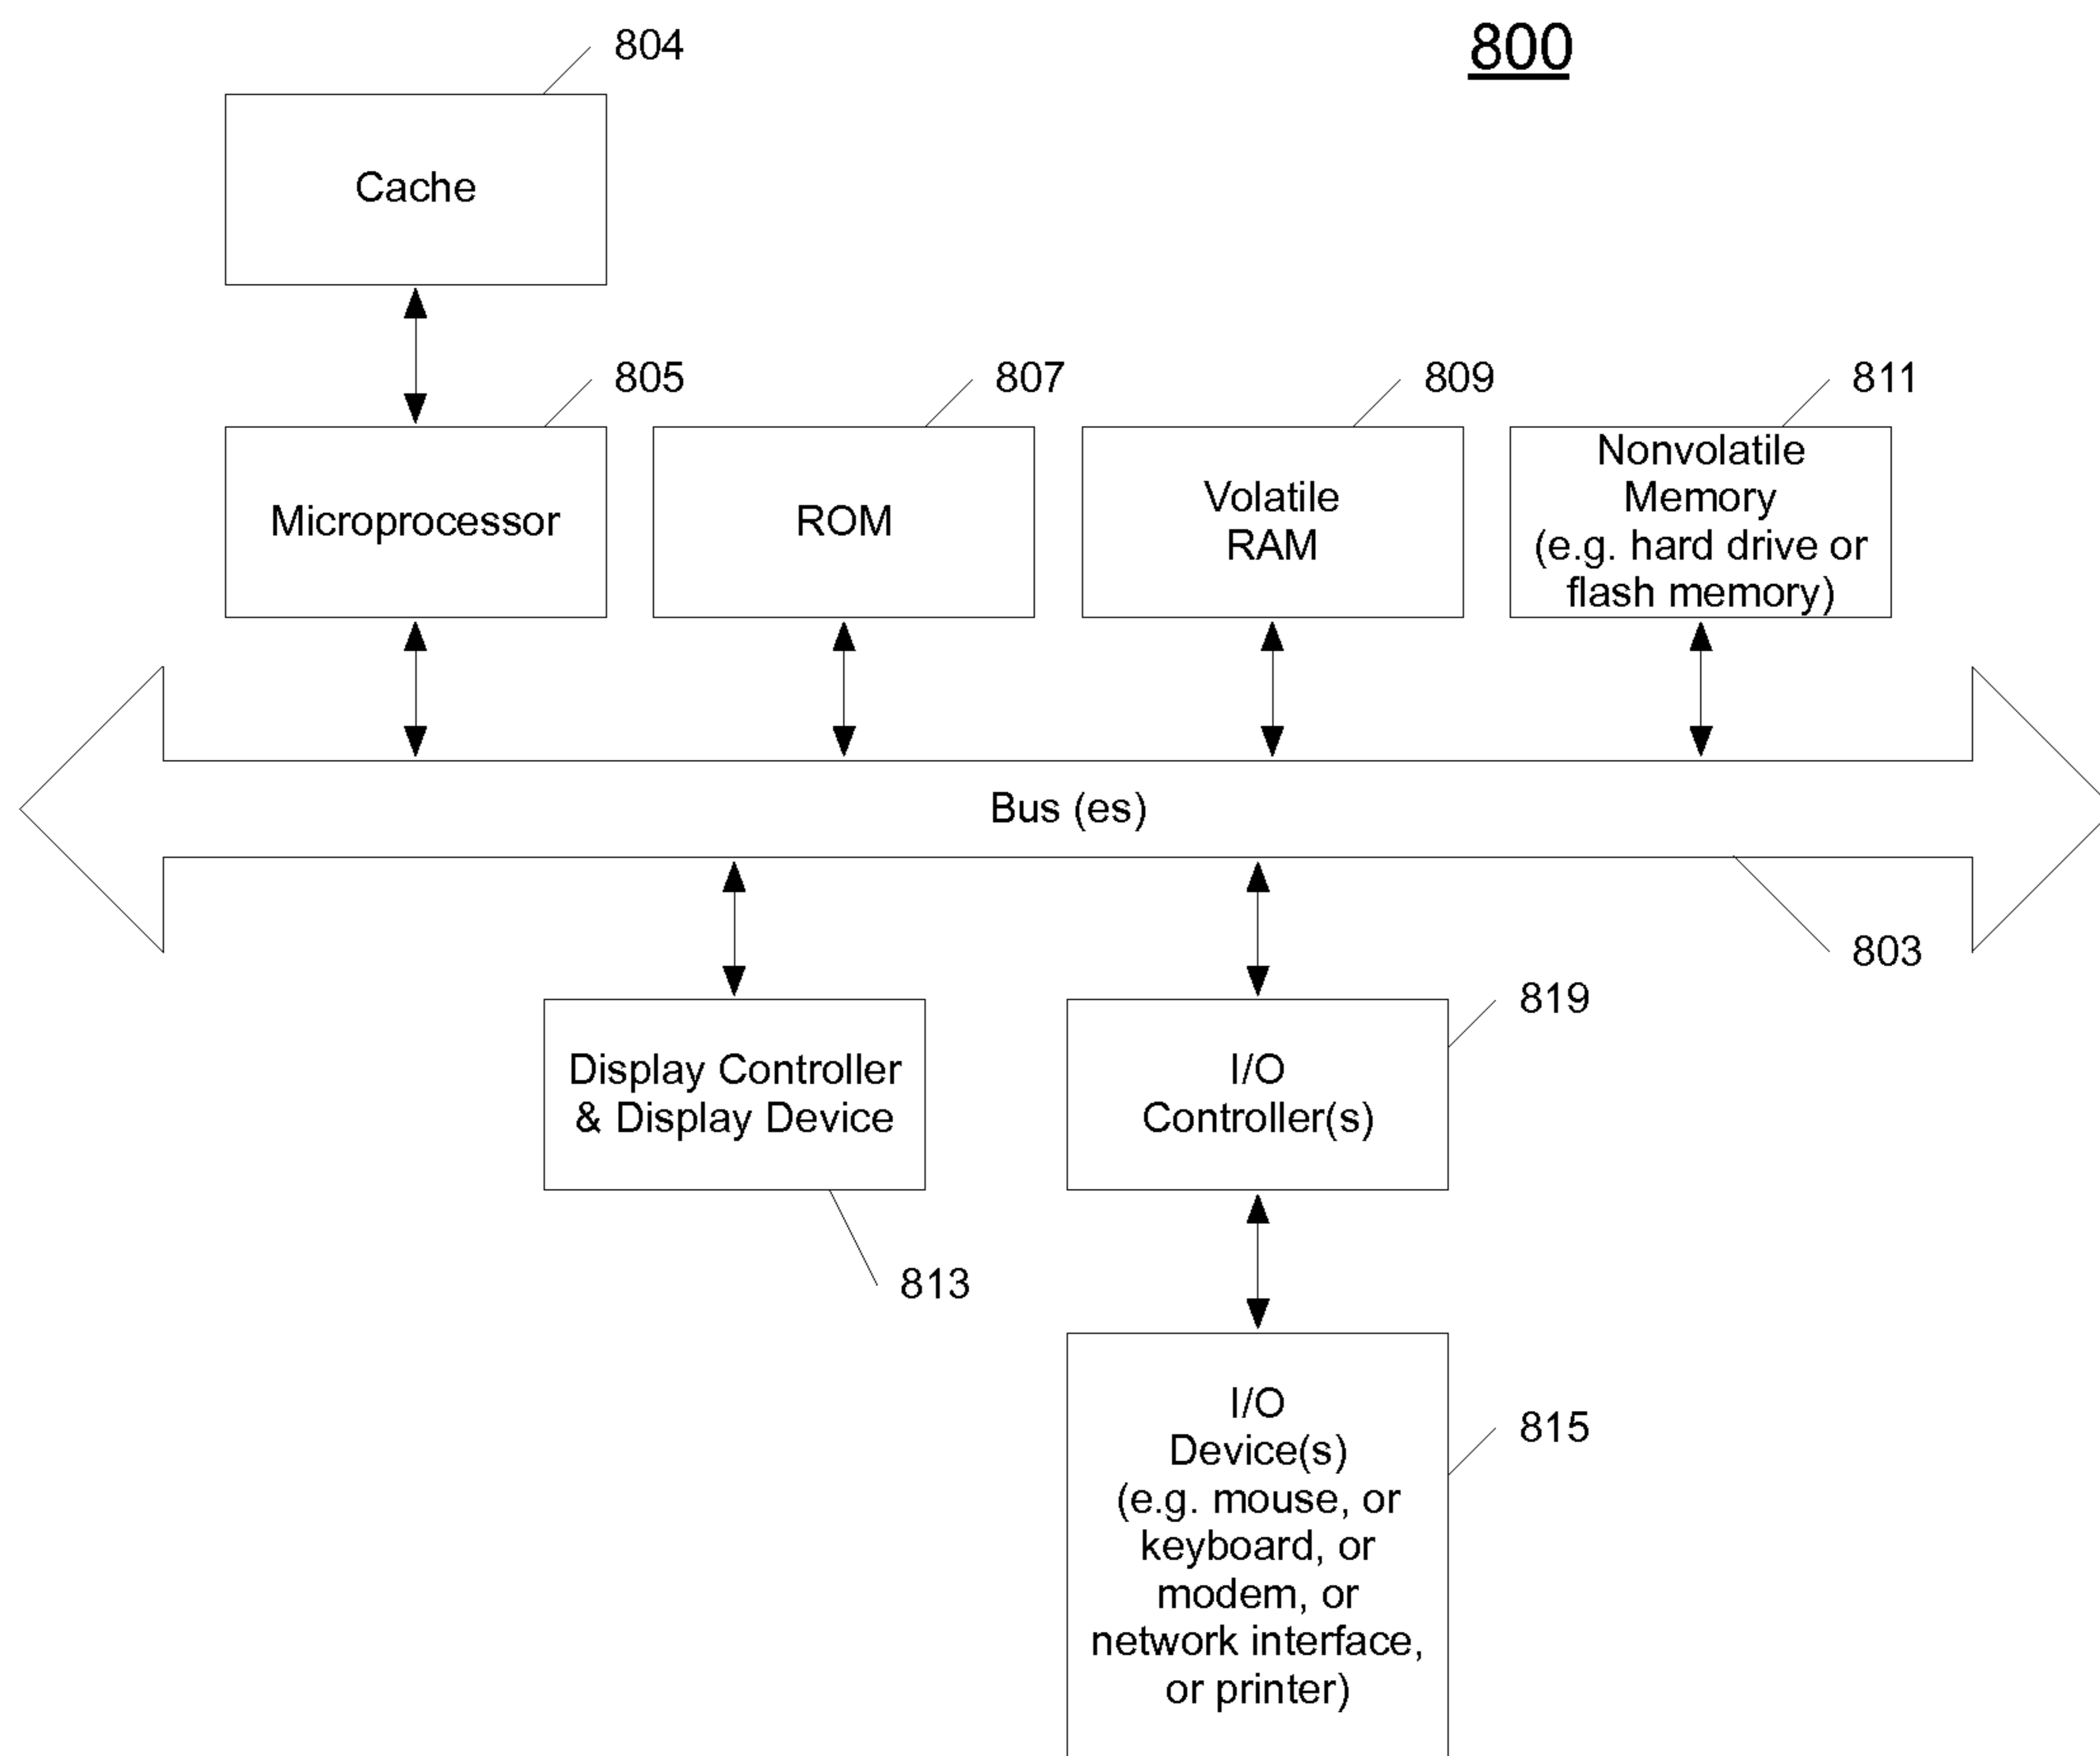 800
804
Cache
805
807
809
811
Microprocessor
ROM
Volatile
RAM
Nonvolatile
Memory
(e.g. hard drive or
flash memory)
Bus (es)
803
Display Controller
& Display Device
813
819
I/O
Controller(s)
815
I/O
Device(s)
(e.g. mouse, or
keyboard, or
modem, or
network interface,
or printer)